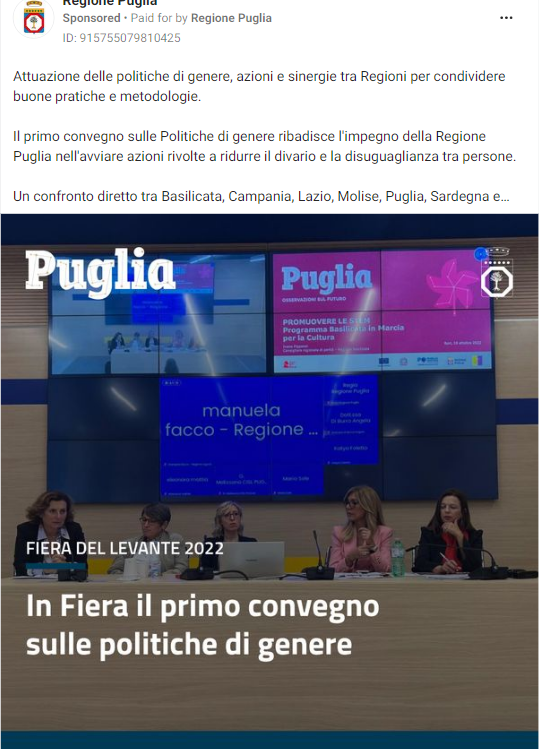 Regione Puglia
Sponsored • Paid for by Regione Puglia
ID: 915755079810425
Attuazione delle politiche di genere, azioni e sinergie tra Regioni per condividere
buone pratiche e metodologie.
Il primo convegno sulle Politiche di genere ribadisce l'impegno della Regione
Puglia nell'avviare azioni rivolte a ridurre il divario e la disuguaglianza tra persone.
Un confronto diretto tra Basilicata, Campania, Lazio, Molise, Puglia, Sardegna e...
Puglia
Puglia
OSSERVAZIONI SUL FUTURO
PROMUOVERE LE
Programma Basilicata in Marcia
per la Cultura
manuela
facco - Regione ...
Regione Puglia
FIERA DEL LEVANTE 2022
In Fiera il primo convegno
sulle politiche di genere